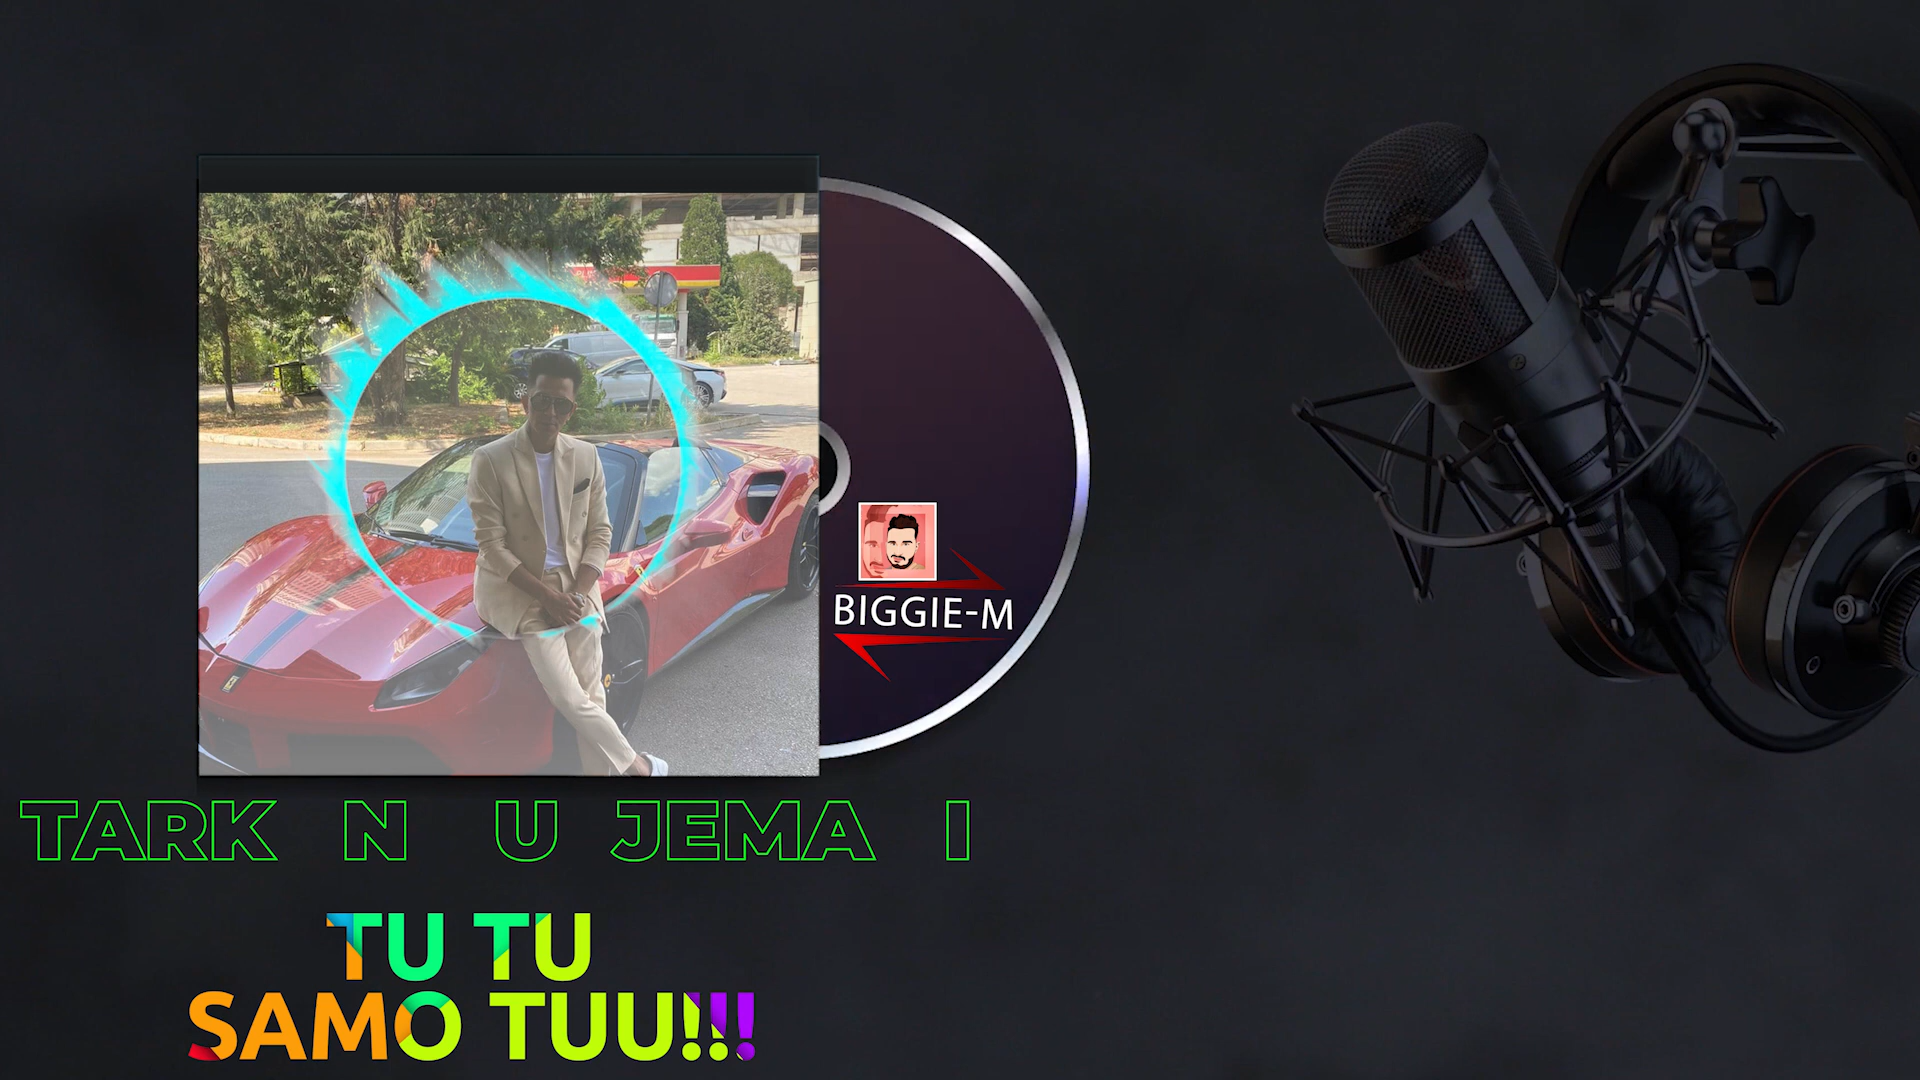 BIGGIE-M
TARK N U JEMA I
TU TU
SAMO TUU!!!